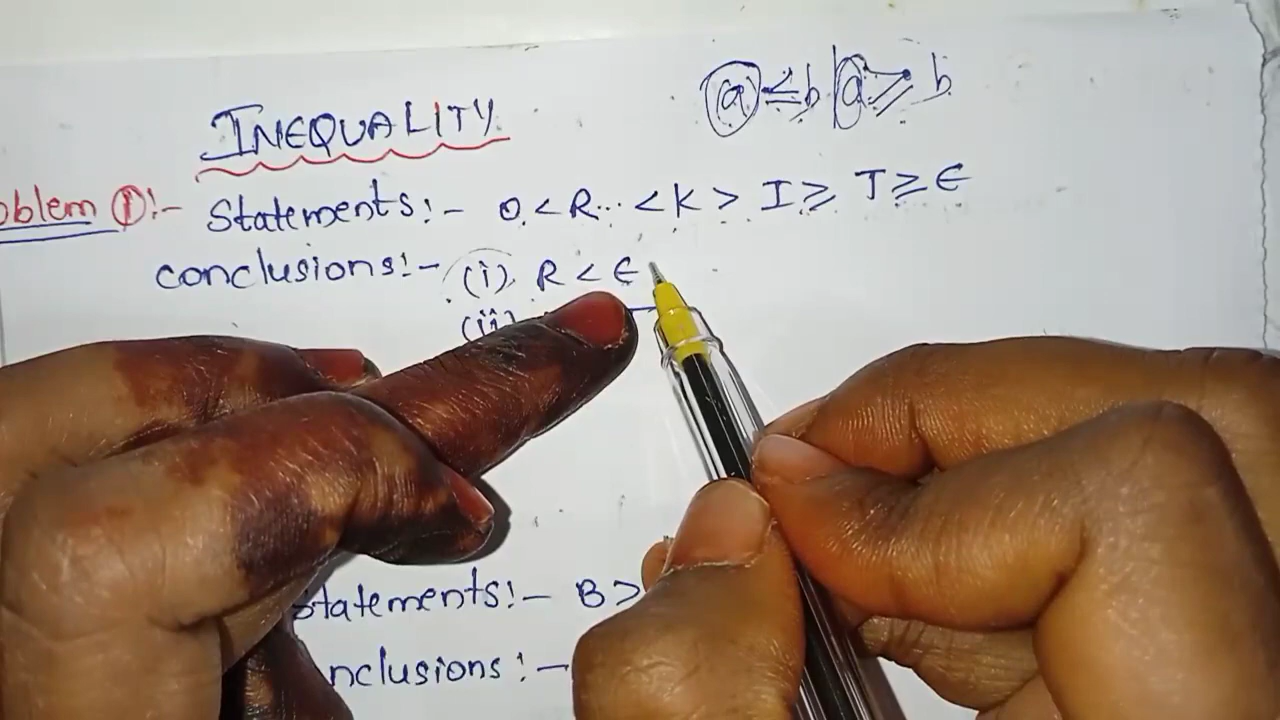 a ≤ b | a ≥ b
INEQUALITY
oblem ①:- Statements:- O < R < K > I ≥ T ≥ E
conclusions:- (i). R < E
(ii).
Statements:- B >
nclusions:-